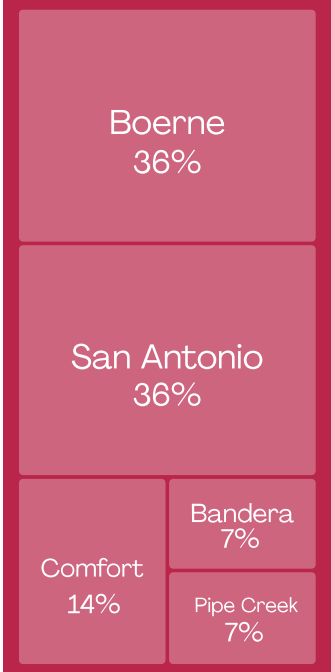 Boerne
36%
San Antonio
36%
Comfort
14%
Bandera
7%
Pipe Creek
7%